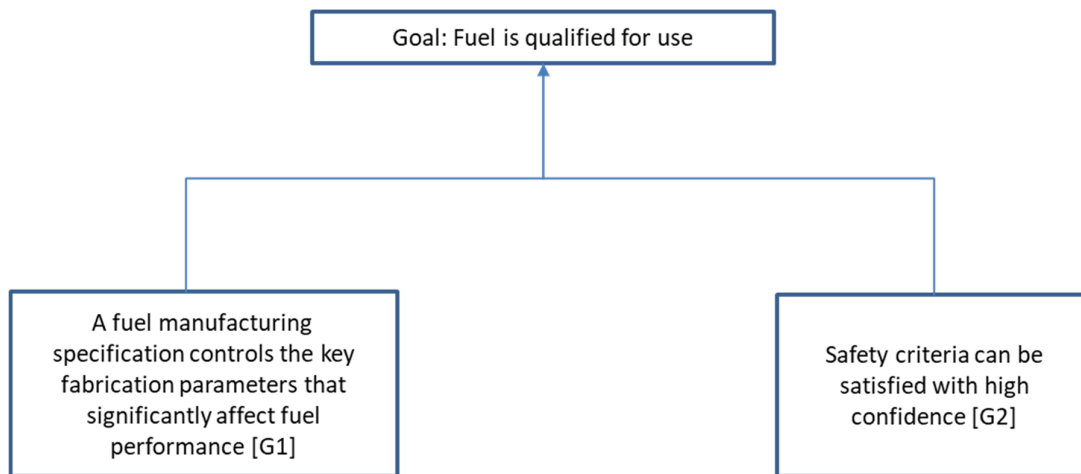 Goal: Fuel is qualified for use
A fuel manufacturing
specification controls the key
fabrication parameters that
significantly affect fuel
performance [G1]
Safety criteria can be
satisfied with high
confidence [G2]